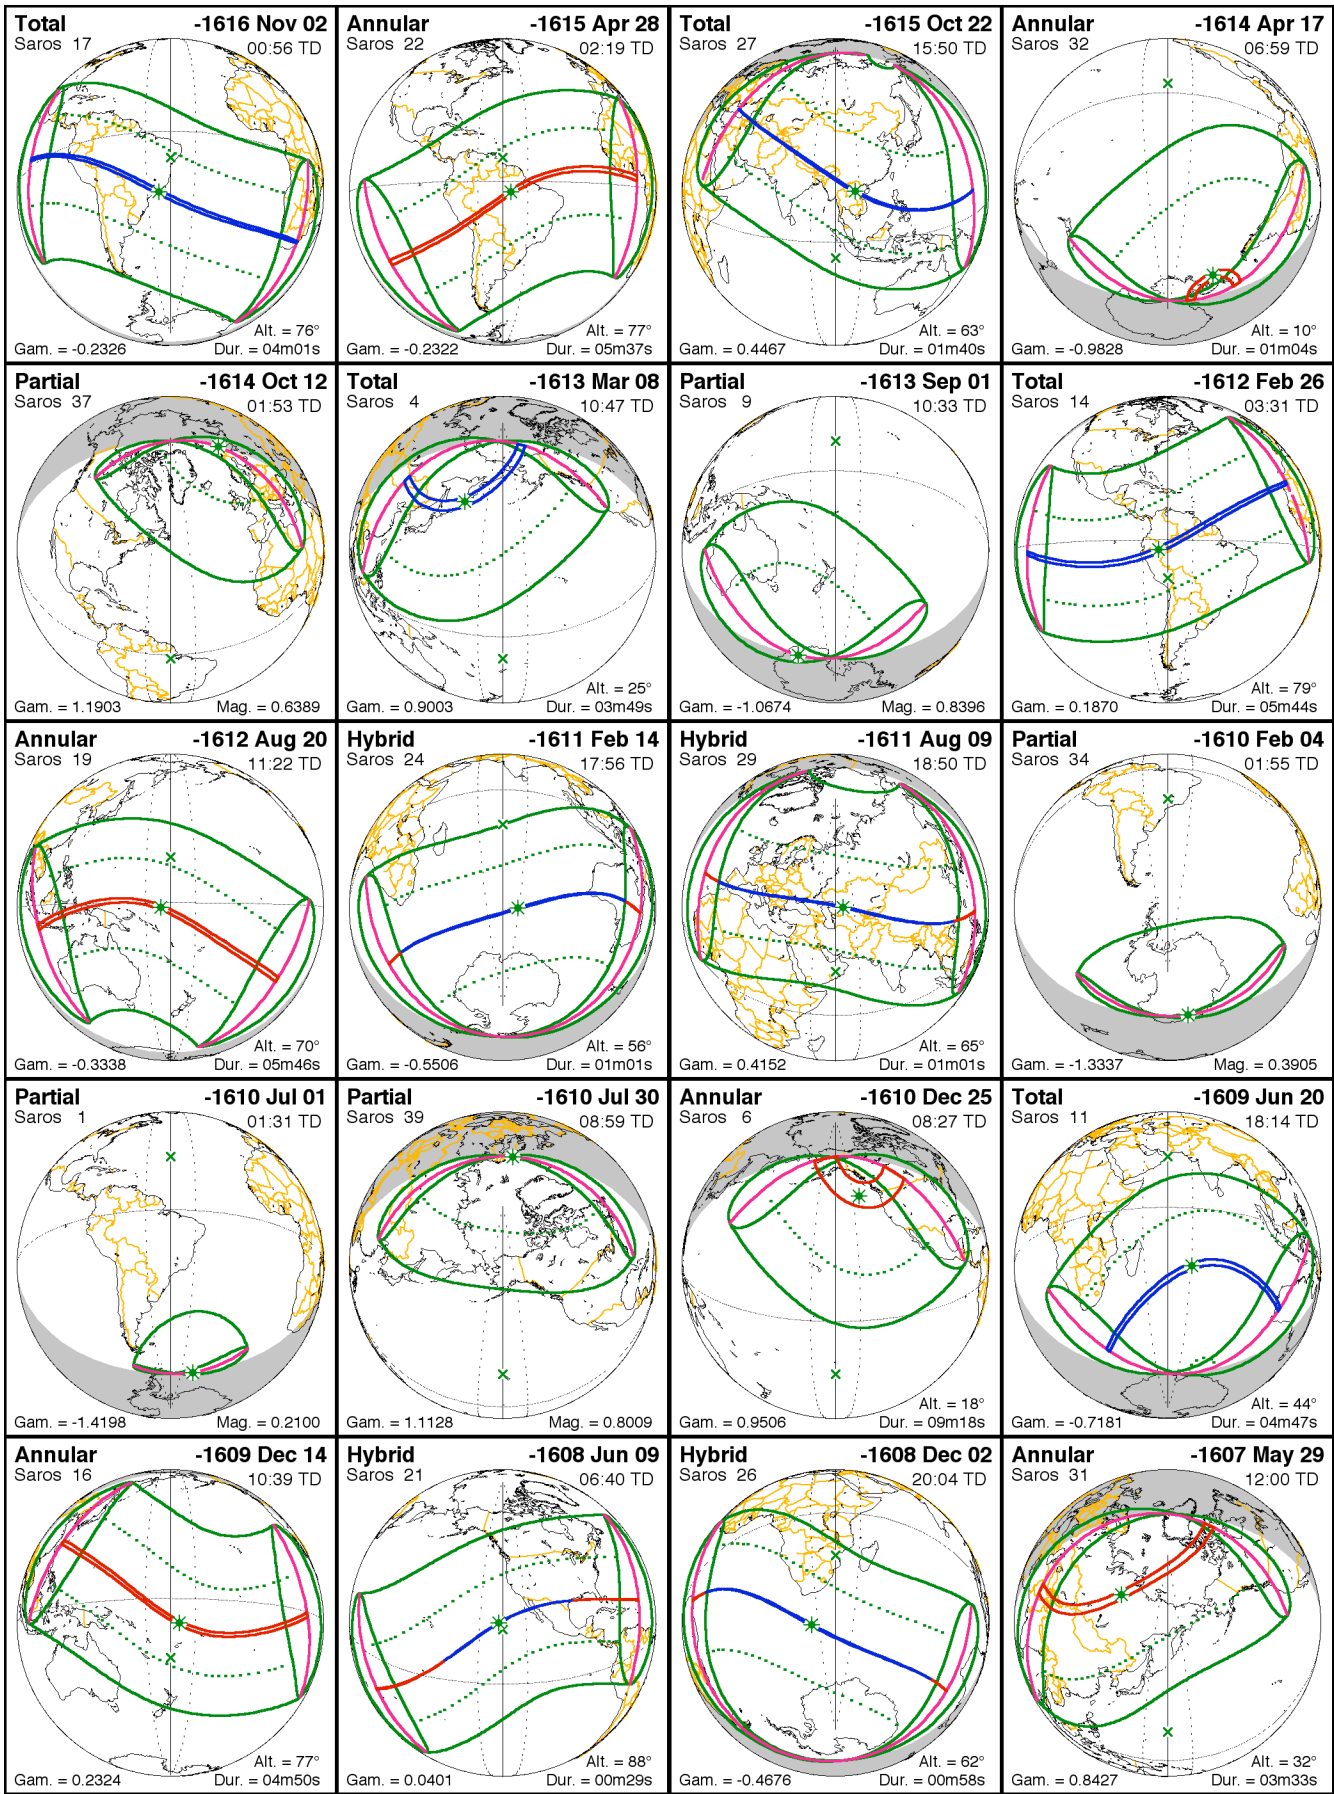 Total -1616 Nov 02
Saros 17 00:56 TD
Alt. = 76°
Gam. = -0.2326 Dur. = 04m01s
Annular -1615 Apr 28
Saros 22 02:19 TD
Alt. = 77°
Gam. = -0.2322 Dur. = 05m37s
Total -1615 Oct 22
Saros 27 15:50 TD
Alt. = 63°
Gam. = 0.4467 Dur. = 01m40s
Annular -1614 Apr 17
Saros 32 06:59 TD
Alt. = 10°
Gam. = -0.9828 Dur. = 01m04s
Partial -1614 Oct 12
Saros 37 01:53 TD
Gam. = 1.1903 Mag. = 0.6389
Total -1613 Mar 08
Saros 4 10:47 TD
Alt. = 25°
Gam. = 0.9003 Dur. = 03m49s
Partial -1613 Sep 01
Saros 9 10:33 TD
Gam. = -1.0674 Mag. = 0.8396
Total -1612 Feb 26
Saros 14 03:31 TD
Alt. = 79°
Gam. = 0.1870 Dur. = 05m44s
Annular -1612 Aug 20
Saros 19 11:22 TD
Alt. = 70°
Gam. = -0.3338 Dur. = 05m46s
Hybrid -1611 Feb 14
Saros 24 17:56 TD
Alt. = 56°
Gam. = -0.5506 Dur. = 01m01s
Hybrid -1611 Aug 09
Saros 29 18:50 TD
Alt. = 65°
Gam. = 0.4152 Dur. = 01m01s
Partial -1610 Feb 04
Saros 34 01:55 TD
Gam. = -1.3337 Mag. = 0.3905
Partial -1610 Jul 01
Saros 1 01:31 TD
Gam. = -1.4198 Mag. = 0.2100
Partial -1610 Jul 30
Saros 39 08:59 TD
Gam. = 1.1128 Mag. = 0.8009
Annular -1610 Dec 25
Saros 6 08:27 TD
Alt. = 18°
Gam. = 0.9506 Dur. = 09m18s
Total -1609 Jun 20
Saros 11 18:14 TD
Alt. = 44°
Gam. = -0.7181 Dur. = 04m47s
Annular -1609 Dec 14
Saros 16 10:39 TD
Alt. = 77°
Gam. = 0.2324 Dur. = 04m50s
Hybrid -1608 Jun 09
Saros 21 06:40 TD
Alt. = 88°
Gam. = 0.0401 Dur. = 00m29s
Hybrid -1608 Dec 02
Saros 26 20:04 TD
Alt. = 62°
Gam. = -0.4676 Dur. = 00m58s
Annular -1607 May 29
Saros 31 12:00 TD
Alt. = 32°
Gam. = 0.8427 Dur. = 03m33s